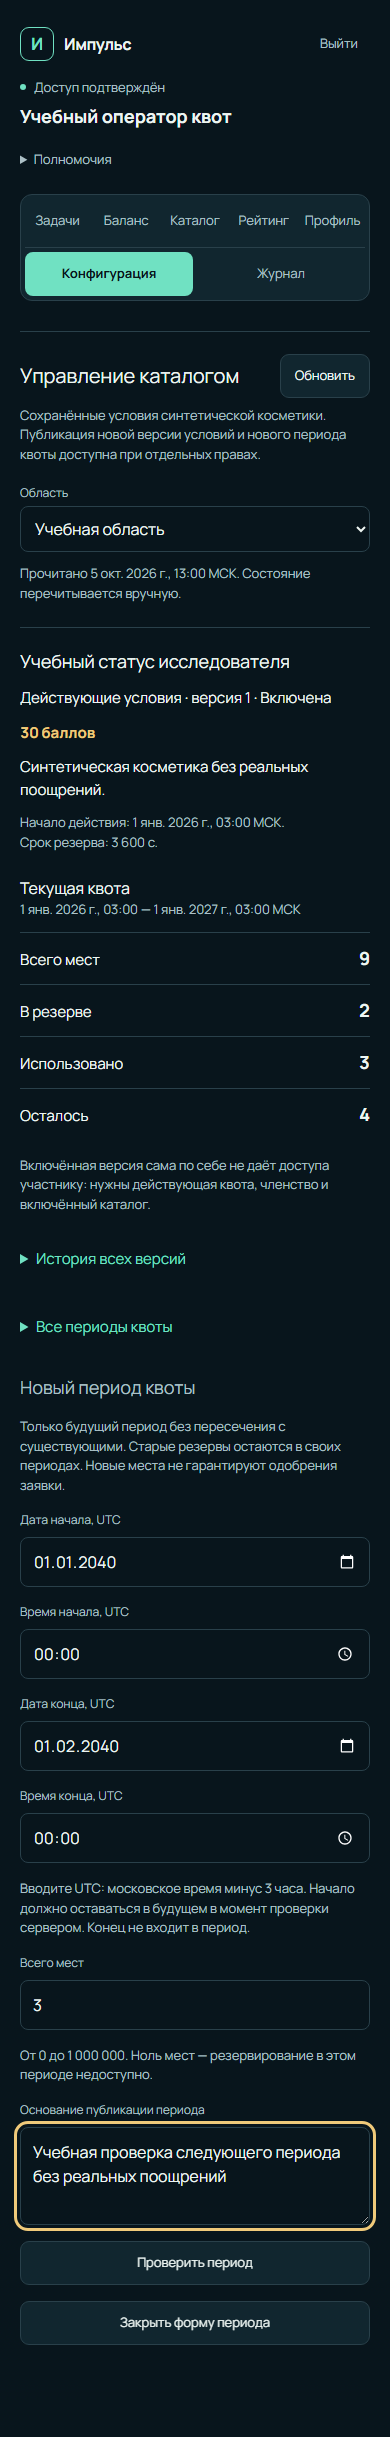 И Импульс Выйти
Доступ подтверждён
Учебный оператор квот
Полномочия
Задачи Баланс Каталог Рейтинг Профиль
Конфигурация Журнал
Управление каталогом Обновить
Сохранённые условия синтетической косметики.
Публикация новой версии условий и нового периода
квоты доступна при отдельных правах.
Область
Учебная область
Прочитано 5 окт. 2026 г., 13:00 МСК. Состояние
перечитывается вручную.
Учебный статус исследователя
Действующие условия · версия 1 · Включена
30 баллов
Синтетическая косметика без реальных
поощрений.
Начало действия: 1 янв. 2026 г., 03:00 МСК.
Срок резерва: 3 600 с.
Текущая квота
1 янв. 2026 г., 03:00 — 1 янв. 2027 г., 03:00 МСК
Всего мест 9
В резерве 2
Использовано 3
Осталось 4
Включённая версия сама по себе не даёт доступа
участнику: нужны действующая квота, членство и
включённый каталог.
История всех версий
Все периоды квоты
Новый период квоты
Только будущий период без пересечения с
существующими. Старые резервы остаются в своих
периодах. Новые места не гарантируют одобрения
заявки.
Дата начала, UTC
01.01.2040
Время начала, UTC
00:00
Дата конца, UTC
01.02.2040
Время конца, UTC
00:00
Вводите UTC: московское время минус 3 часа. Начало
должно оставаться в будущем в момент проверки
сервером. Конец не входит в период.
Всего мест
3
От 0 до 1 000 000. Ноль мест — резервирование в этом
периоде недоступно.
Основание публикации периода
Учебная проверка следующего периода
без реальных поощрений
Проверить период
Закрыть форму периода